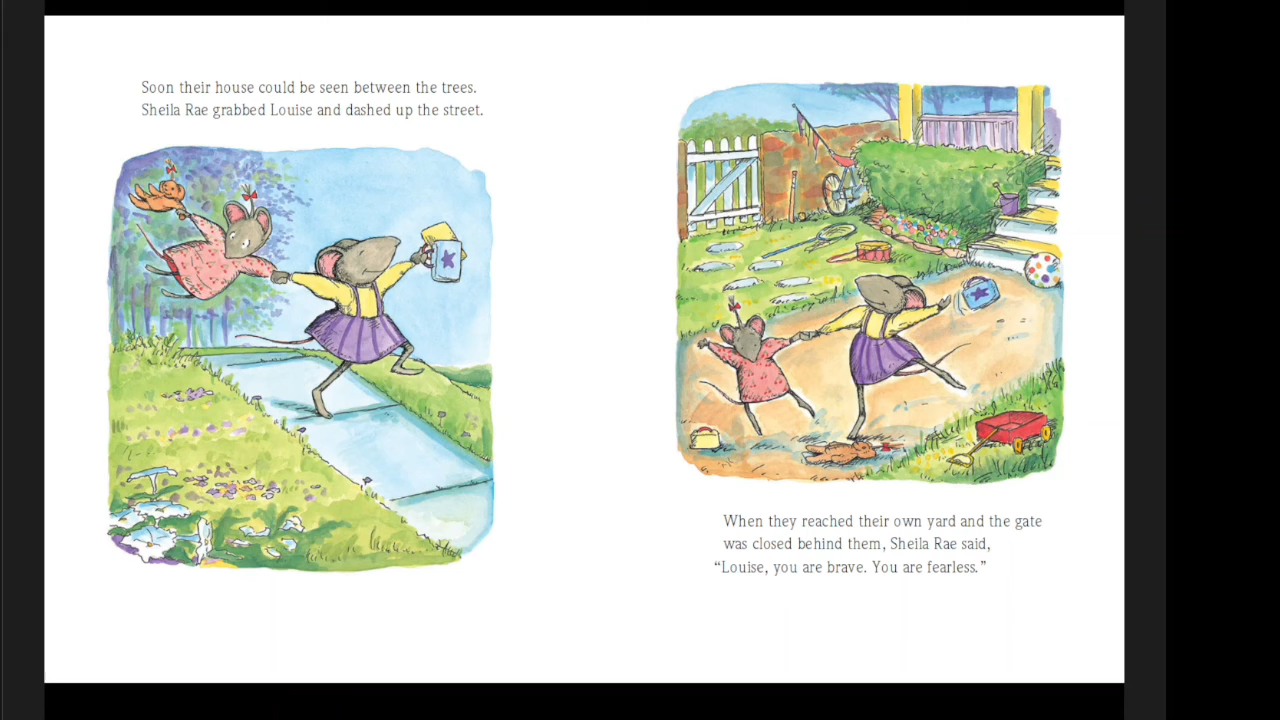 Soon their house could be seen between the trees.
Sheila Rae grabbed Louise and dashed up the street.
When they reached their own yard and the gate
was closed behind them, Sheila Rae said,
“Louise, you are brave. You are fearless.”